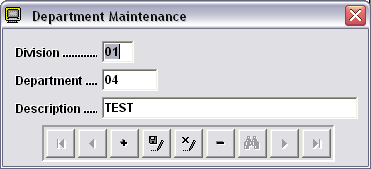 Department Maintenance
Division ............ 01
Department .... 04
Description ..... TEST